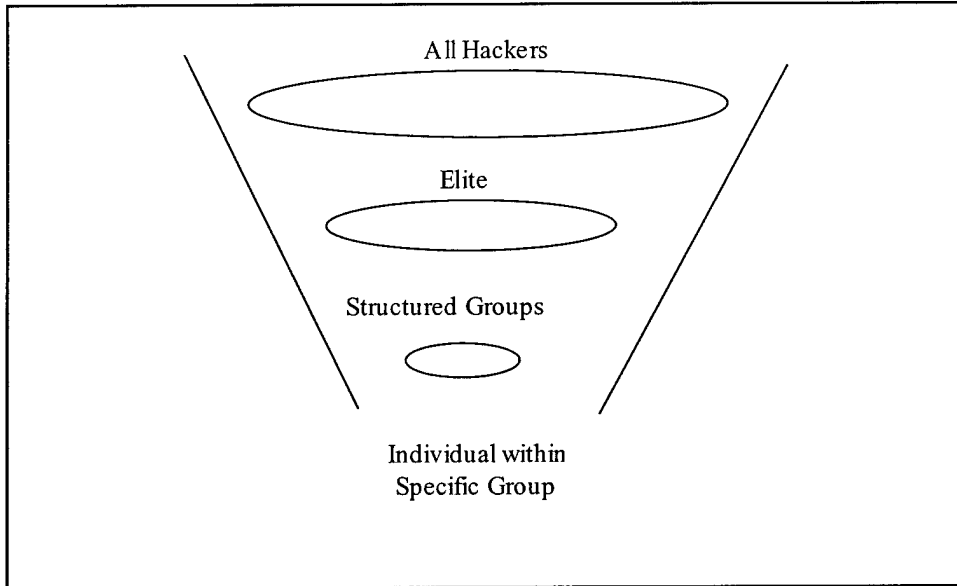 All Hackers
Elite
Structured Groups
Individual within
Specific Group